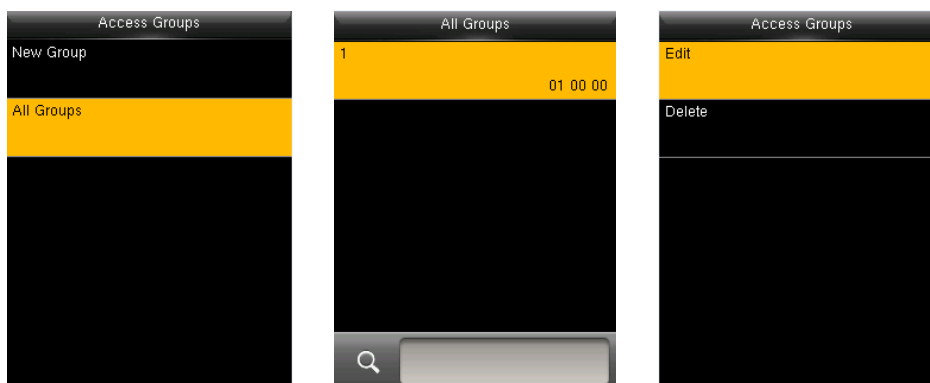 Access Groups
New Group
All Groups
All Groups
1
01 00 00
Access Groups
Edit
Delete